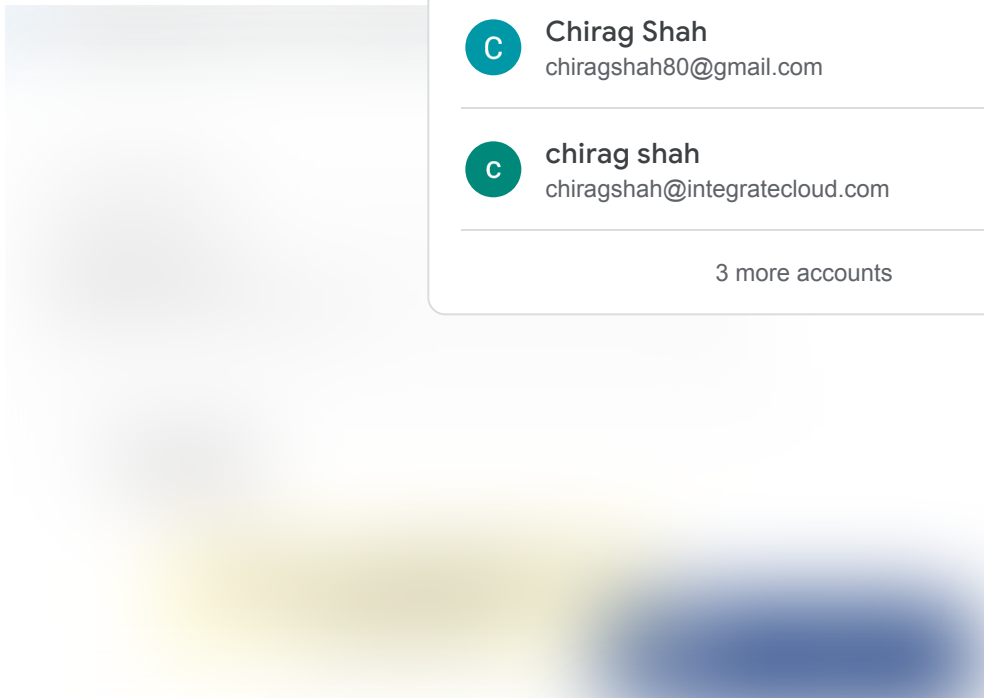 C
Chirag Shah
chiragshah80@gmail.com
c
chirag shah
chiragshah@integratecloud.com
3 more accounts